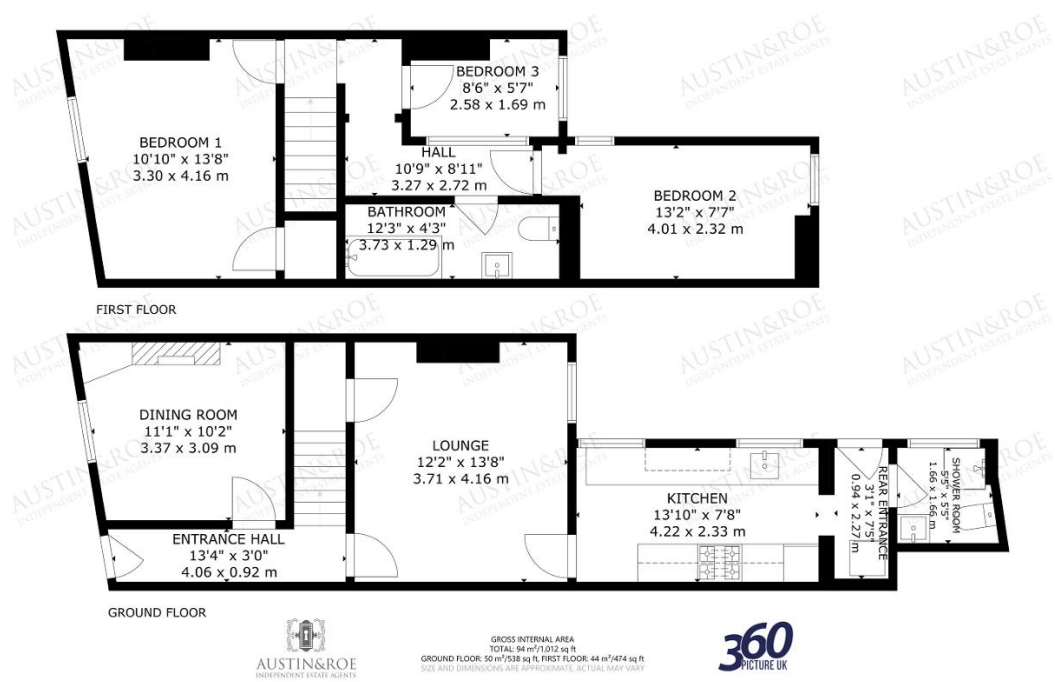 BEDROOM 1
10'10" x 13'8"
3.30 x 4.16 m
BEDROOM 3
8'6" x 5'7"
2.58 x 1.69 m
HALL
10'9" x 8'11"
3.27 x 2.72 m
BEDROOM 2
13'2" x 7'7"
4.01 x 2.32 m
BATHROOM
12'3" x 4'3"
3.73 x 1.29 m
FIRST FLOOR
DINING ROOM
11'1" x 10'2"
3.37 x 3.09 m
LOUNGE
12'2" x 13'8"
3.71 x 4.16 m
KITCHEN
13'10" x 7'8"
4.22 x 2.33 m
REAR ENTRANCE
3'1" x 7'5"
0.94 x 2.27 m
SHOWER ROOM
5'5" x 5'5"
1.66 x 1.66 m
ENTRANCE HALL
13'4" x 3'0"
4.06 x 0.92 m
GROUND FLOOR
AUSTIN&ROE
INDEPENDENT ESTATE AGENTS
GROSS INTERNAL AREA
TOTAL: 94 m²/1,012 sq ft
GROUND FLOOR: 50 m²/538 sq ft, FIRST FLOOR: 44 m²/474 sq ft
SIZE AND DIMENSIONS ARE APPROXIMATE, ACTUAL MAY VARY
360
PICTURE UK